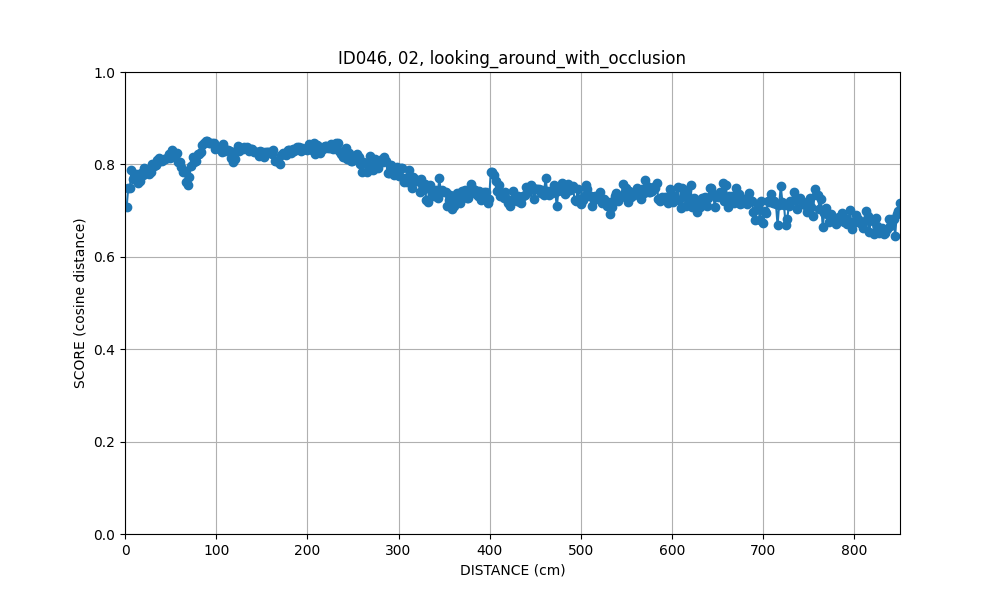 ID046, 02, looking_around_with_occlusion
1.0
0.8
0.6
0.4
0.2
0.0
SCORE (cosine distance)
0 100 200 300 400 500 600 700 800
DISTANCE (cm)